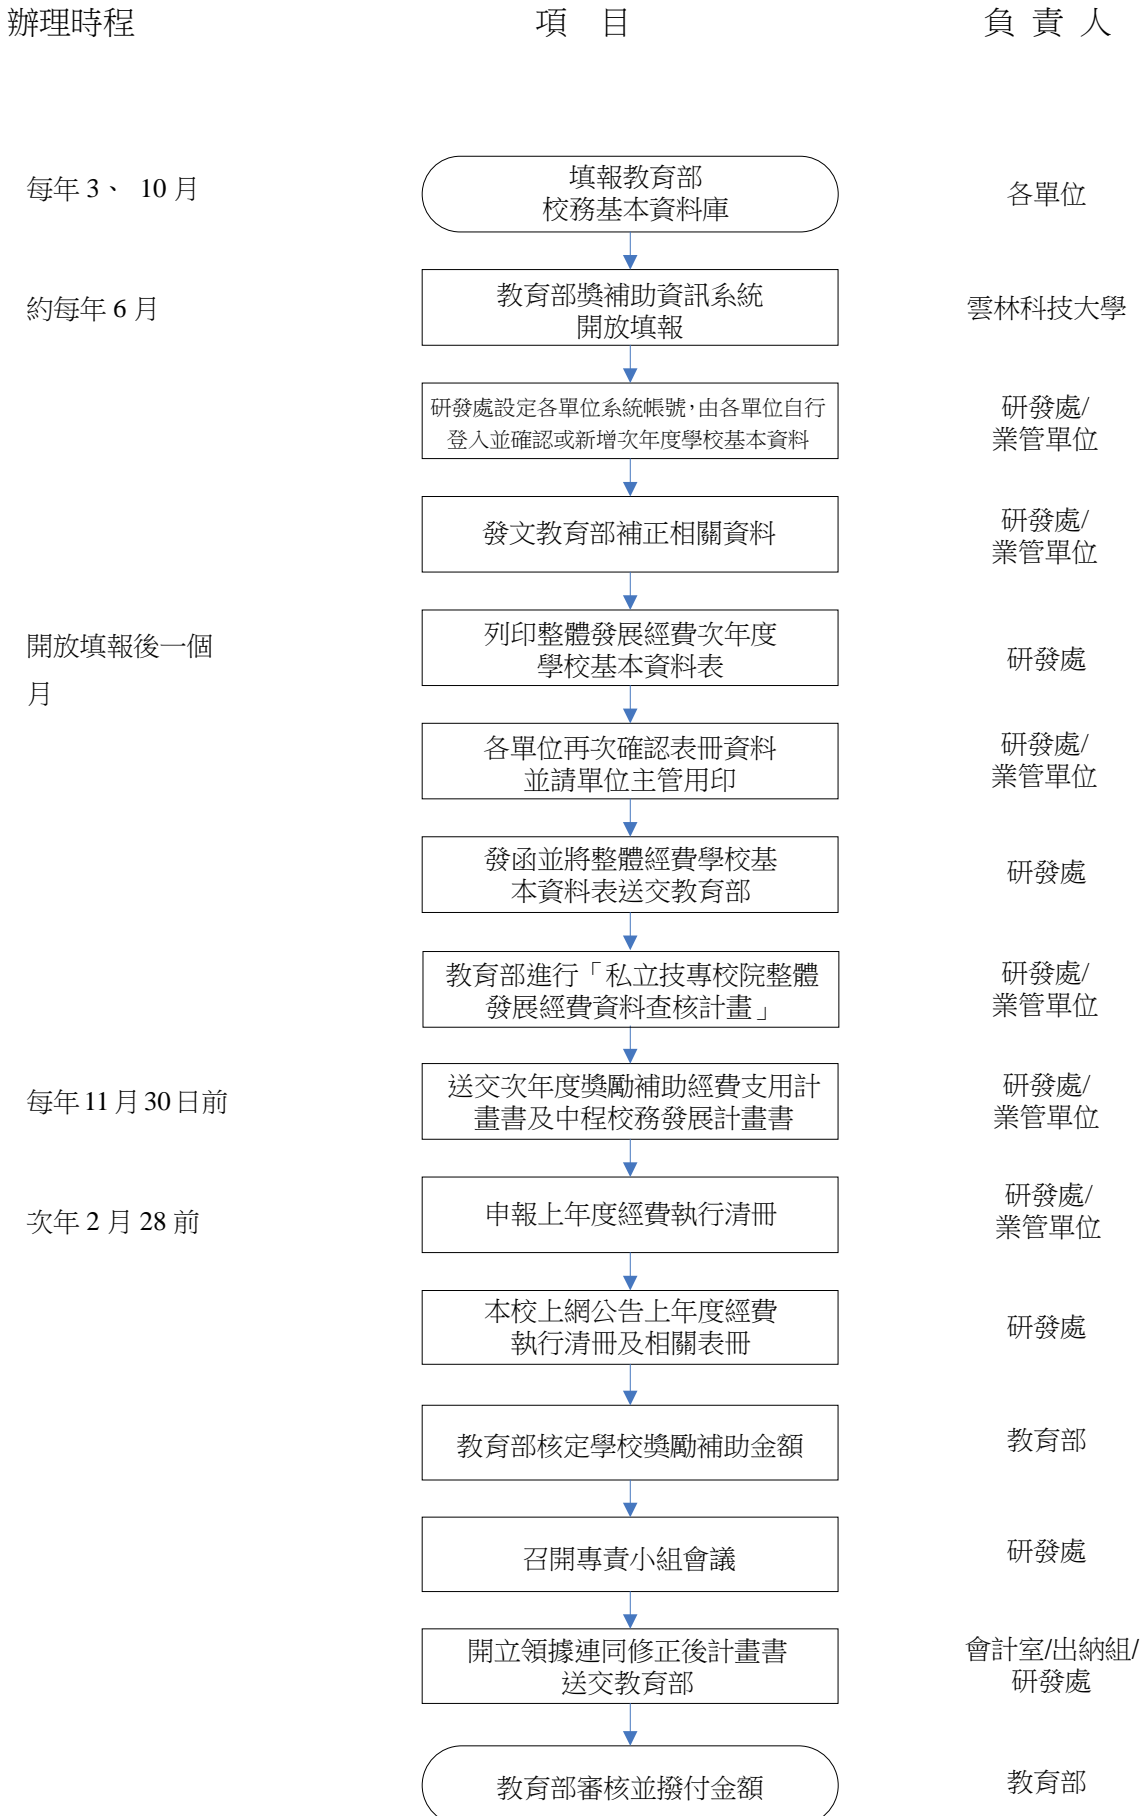 辦理時程
項 目
負 責 人
每年 3、 10 月
填報教育部
校務基本資料庫
各單位
約每年 6 月
教育部獎補助資訊系統
開放填報
雲林科技大學
研發處設定各單位系統帳號，由各單位自行
登入並確認或新增次年度學校基本資料
研發處/
業管單位
發文教育部補正相關資料
研發處/
業管單位
開放填報後一個
月
列印整體發展經費次年度
學校基本資料表
研發處
各單位再次確認表冊資料
並請單位主管用印
研發處/
業管單位
發函並將整體經費學校基
本資料表送交教育部
研發處
教育部進行「私立技專校院整體
發展經費資料查核計畫」
研發處/
業管單位
每年 11 月 30 日前
送交次年度獎勵補助經費支用計
畫書及中程校務發展計畫書
研發處/
業管單位
次年 2 月 28 前
申報上年度經費執行清冊
研發處/
業管單位
本校上網公告上年度經費
執行清冊及相關表冊
研發處
教育部核定學校獎勵補助金額
教育部
召開專責小組會議
研發處
開立領據連同修正後計畫書
送交教育部
會計室/出納組/
研發處
教育部審核並撥付金額
教育部